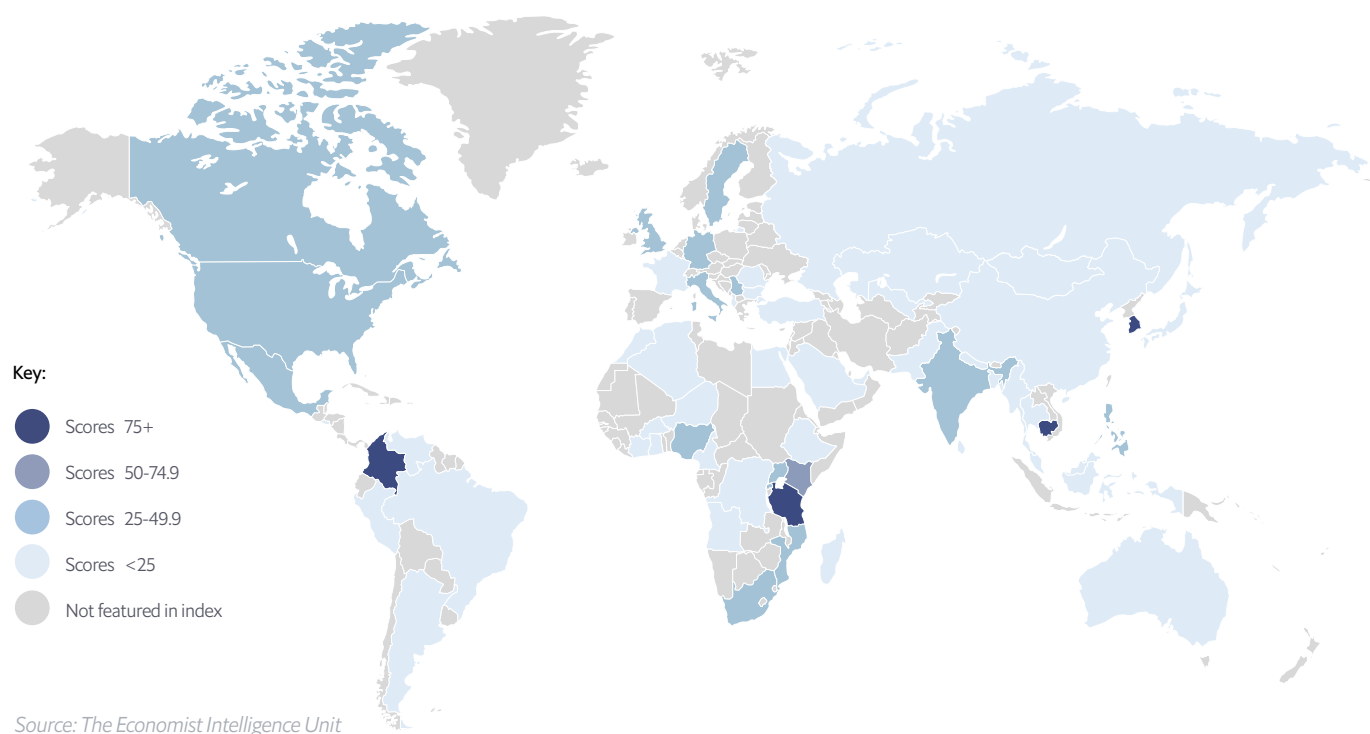 Key:
Scores 75+
Scores 50-74.9
Scores 25-49.9
Scores <25
Not featured in index
Source: The Economist Intelligence Unit